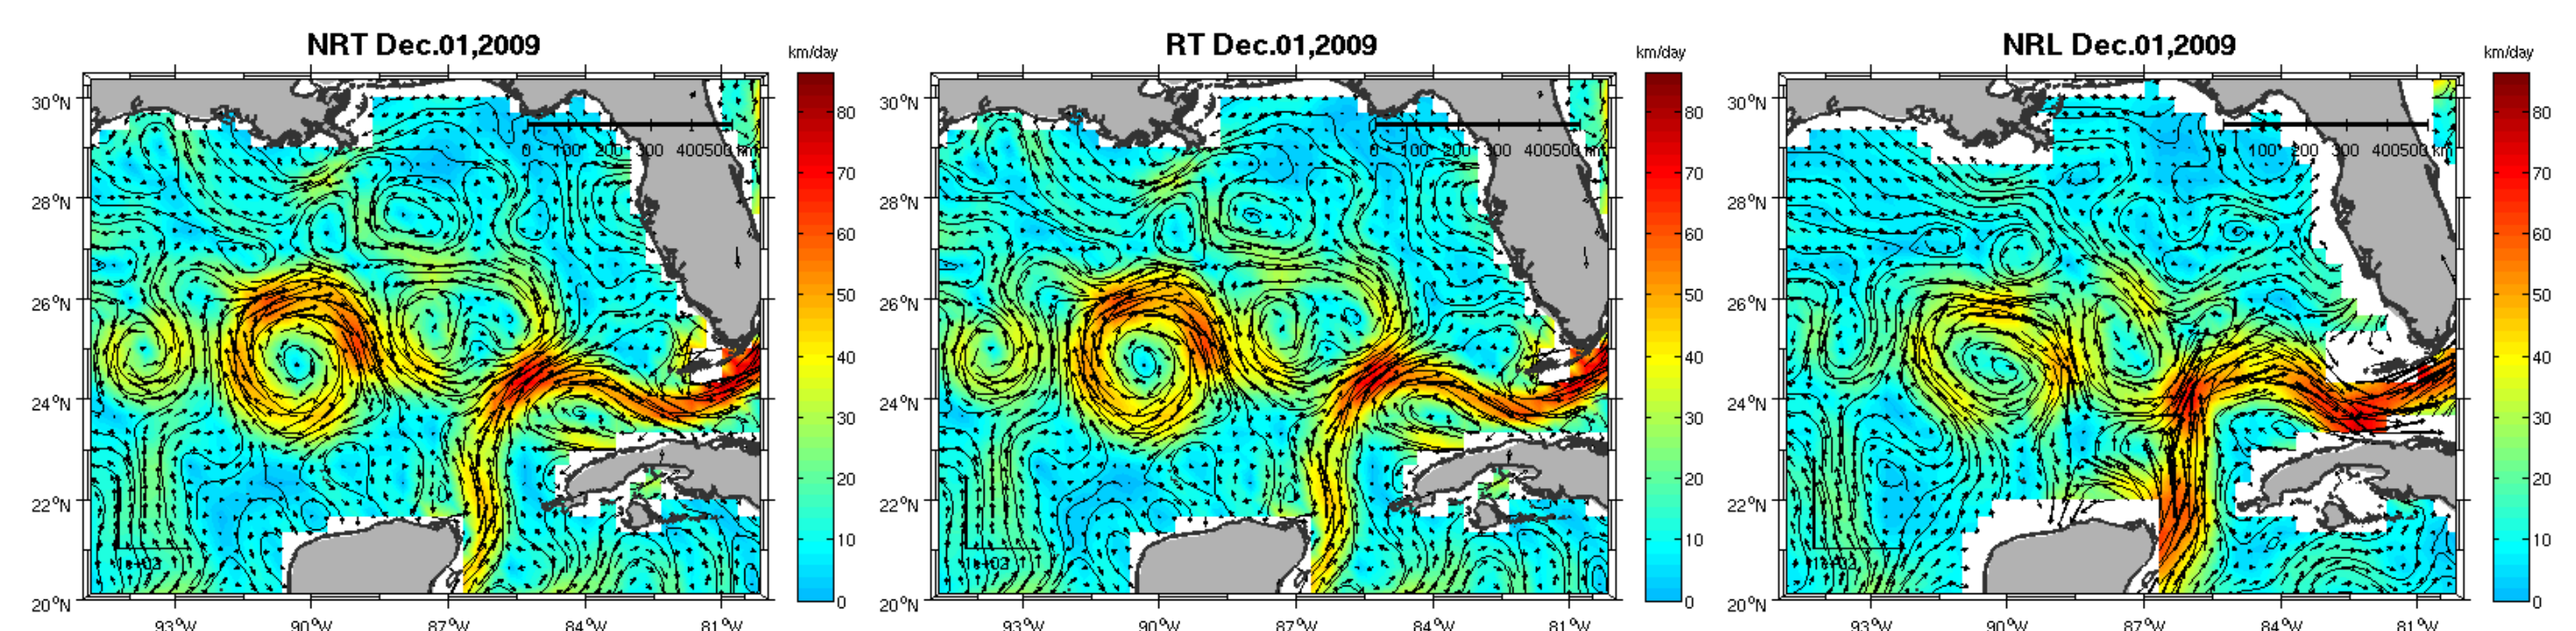 NRT Dec.01,2009
km/day
30°N
28°N
26°N
24°N
22°N
20°N
93°W
90°W
87°W
84°W
81°W
0 100 200 300 400500 km
80
70
60
50
40
30
20
10
0
RT Dec.01,2009
km/day
30°N
28°N
26°N
24°N
22°N
20°N
93°W
90°W
87°W
84°W
81°W
0 100 200 300 400500 km
80
70
60
50
40
30
20
10
0
NRL Dec.01,2009
km/day
30°N
28°N
26°N
24°N
22°N
20°N
93°W
90°W
87°W
84°W
81°W
0 100 200 300 400500 km
80
70
60
50
40
30
20
10
0